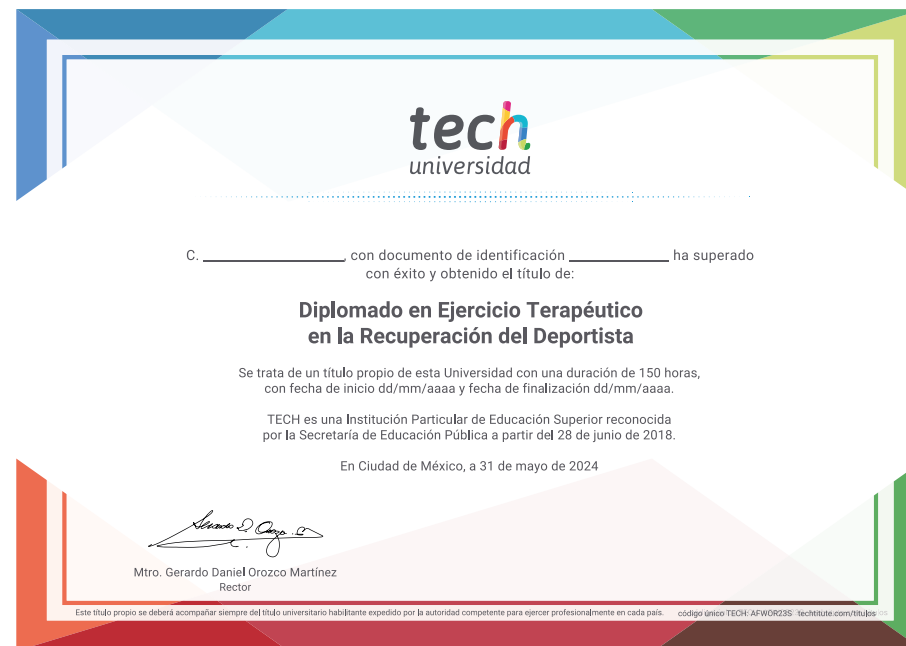 tech
universidad
C. ____________, con documento de identificación ____________ ha superado
con éxito y obtenido el título de:
Diplomado en Ejercicio Terapéutico
en la Recuperación del Deportista
Se trata de un título propio de esta Universidad con una duración de 150 horas,
con fecha de inicio dd/mm/aaaa y fecha de finalización dd/mm/aaaa.
TECH es una Institución Particular de Educación Superior reconocida
por la Secretaría de Educación Pública a partir del 28 de junio de 2018.
En Ciudad de México, a 31 de mayo de 2024
Mtro. Gerardo Daniel Orozco Martínez
Rector
Este título propio se deberá acompañar siempre del título universitario habilitante expedido por la autoridad competente para ejercer profesionalmente en cada país. código único TECH: AFWOR23S techtitute.com/titulos